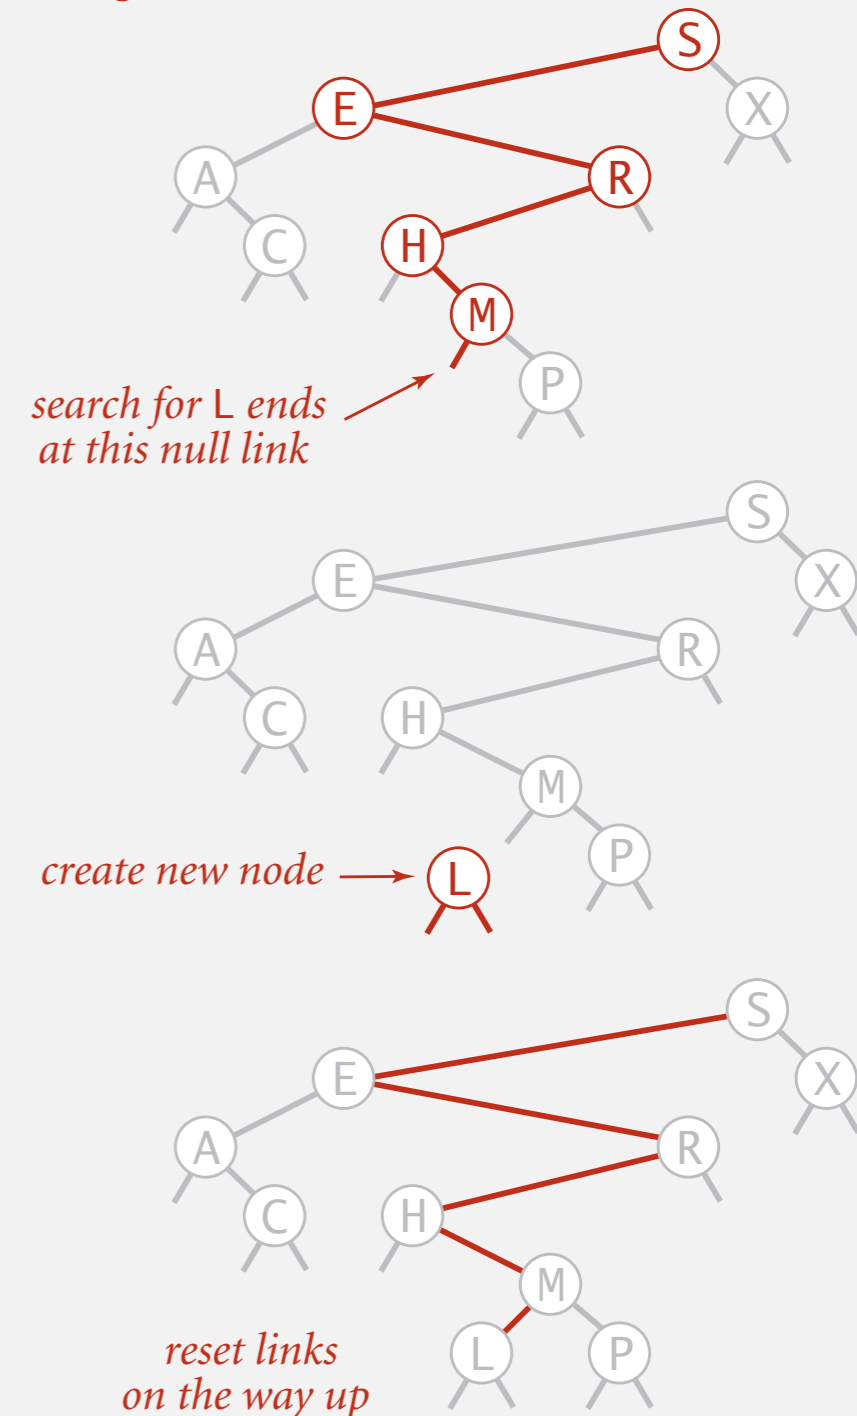 S
E
X
A
R
C
H
M
P
search for L ends
at this null link
S
E
X
A
R
C
H
M
P
create new node
L
S
E
X
A
R
C
H
M
L
P
reset links
on the way up